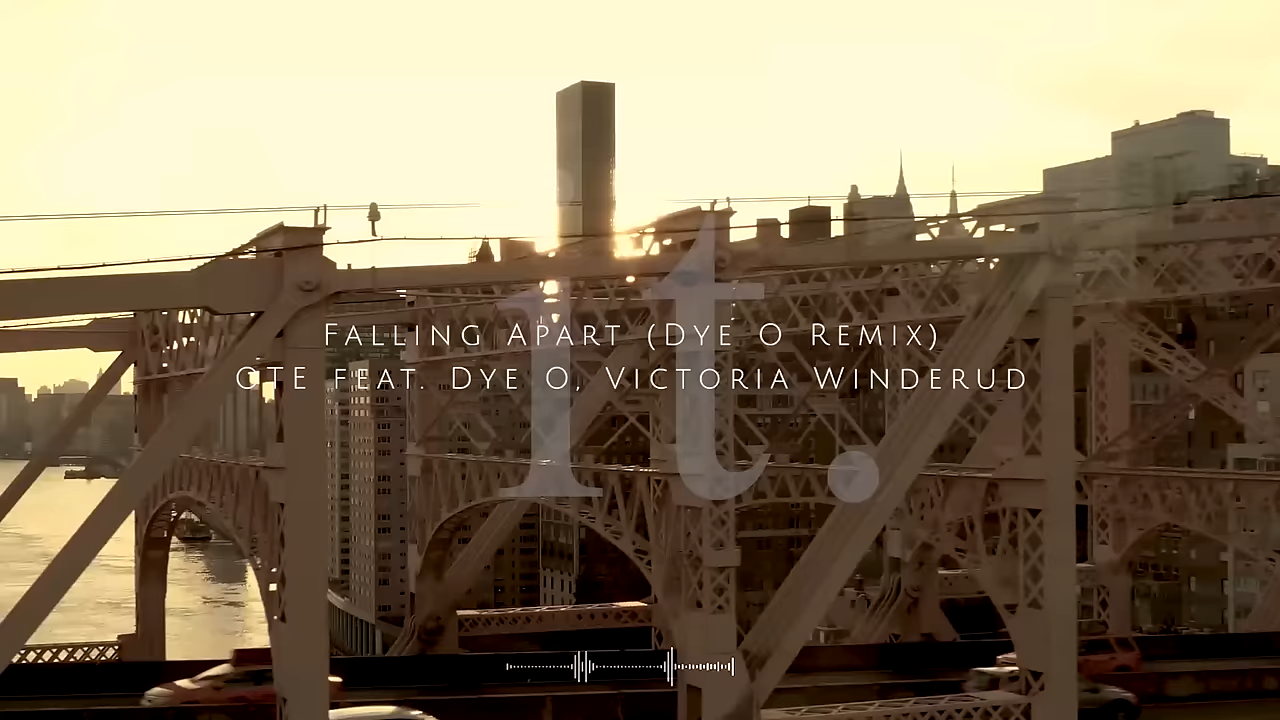 Falling Apart (Dye O Remix)
OTE feat. Dye O, Victoria Winderud
it.